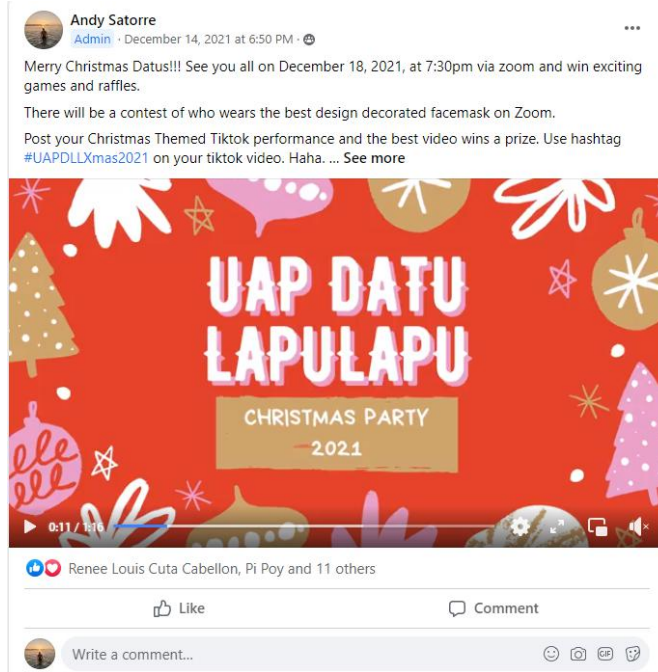 Andy Satorre
Admin · December 14, 2021 at 6:50 PM ·
Merry Christmas Datus!!! See you all on December 18, 2021, at 7:30pm via zoom and win exciting
games and raffles.
There will be a contest of who wears the best design decorated facemask on Zoom.
Post your Christmas Themed Tiktok performance and the best video wins a prize. Use hashtag
#UAPDLLXmas2021 on your tiktok video. Haha. ... See more
UAP DATU
LAPULAPU
CHRISTMAS PARTY
2021
0:11 / 1:16
Renee Louis Cuta Cabellon, Pi Poy and 11 others
Like
Comment
Write a comment...
GIF